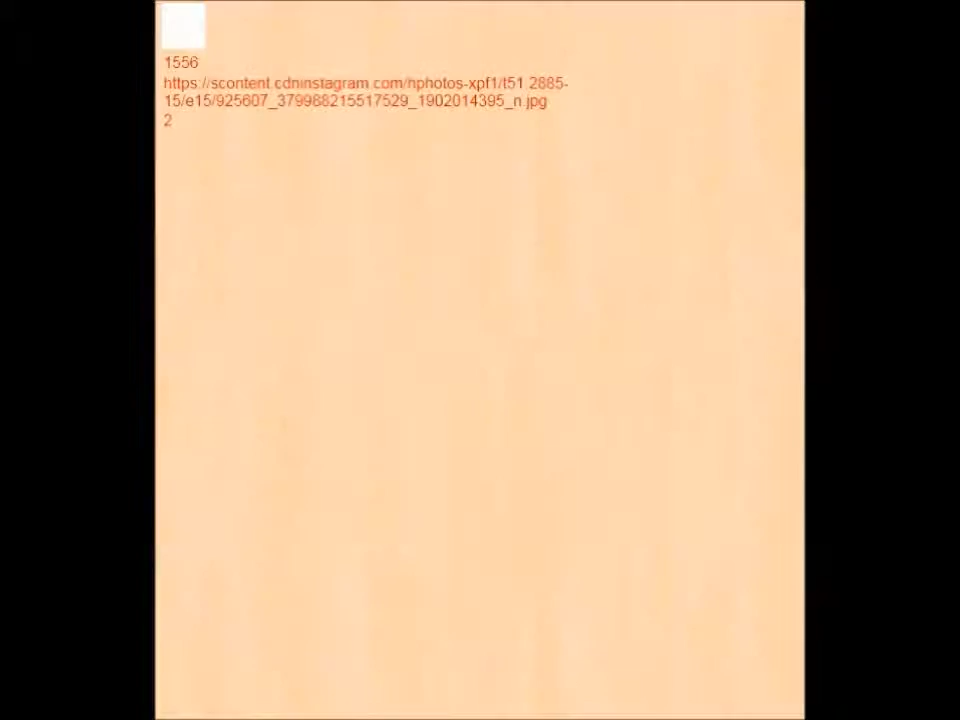 1556
https://scontent.cdninstagram.com/hphotos-xpf1/t51.2885-
15/e15/925607_379988215517529_1902014395_n.jpg
2